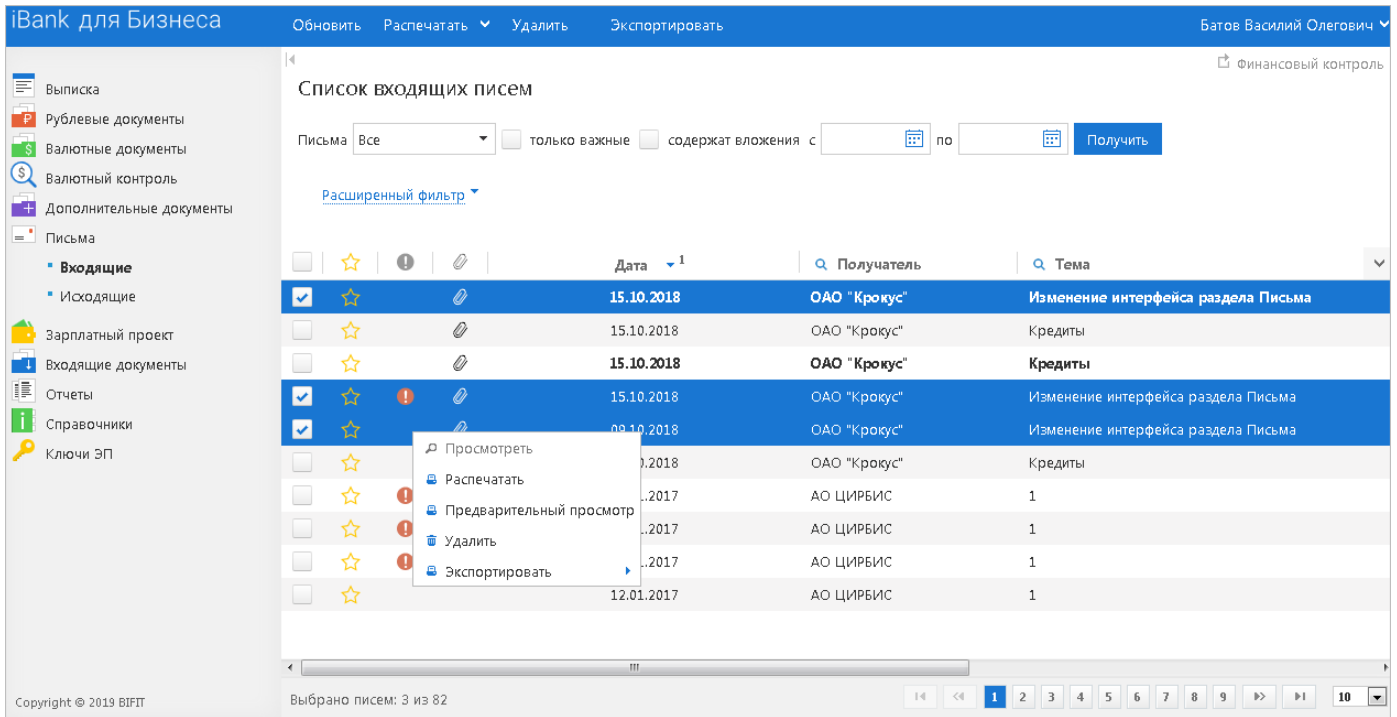 iBank для Бизнеса
Обновить Распечатать Удалить Экспортировать Батов Василий Олегович
Финансовый контроль
Выписка
Рублевые документы
Валютные документы
Валютный контроль
Дополнительные документы
Письма
Входящие
Исходящие
Зарплатный проект
Входящие документы
Отчеты
Справочники
Ключи ЭП
Copyright © 2019 BIFIT
Список входящих писем
Письма Все только важные содержат вложения с по Получить
Расширенный фильтр
Дата 1 Получатель Тема
15.10.2018 ОАО "Крокус" Изменение интерфейса раздела Письма
15.10.2018 ОАО "Крокус" Кредиты
15.10.2018 ОАО "Крокус" Кредиты
15.10.2018 ОАО "Крокус" Изменение интерфейса раздела Письма
09.10.2018 ОАО "Крокус" Изменение интерфейса раздела Письма
.2018 ОАО "Крокус" Кредиты
.2017 АО ЦИРБИС 1
.2017 АО ЦИРБИС 1
.2017 АО ЦИРБИС 1
12.01.2017 АО ЦИРБИС 1
Просмотреть
Распечатать
Предварительный просмотр
Удалить
Экспортировать
Выбрано писем: 3 из 82 1 2 3 4 5 6 7 8 9 10